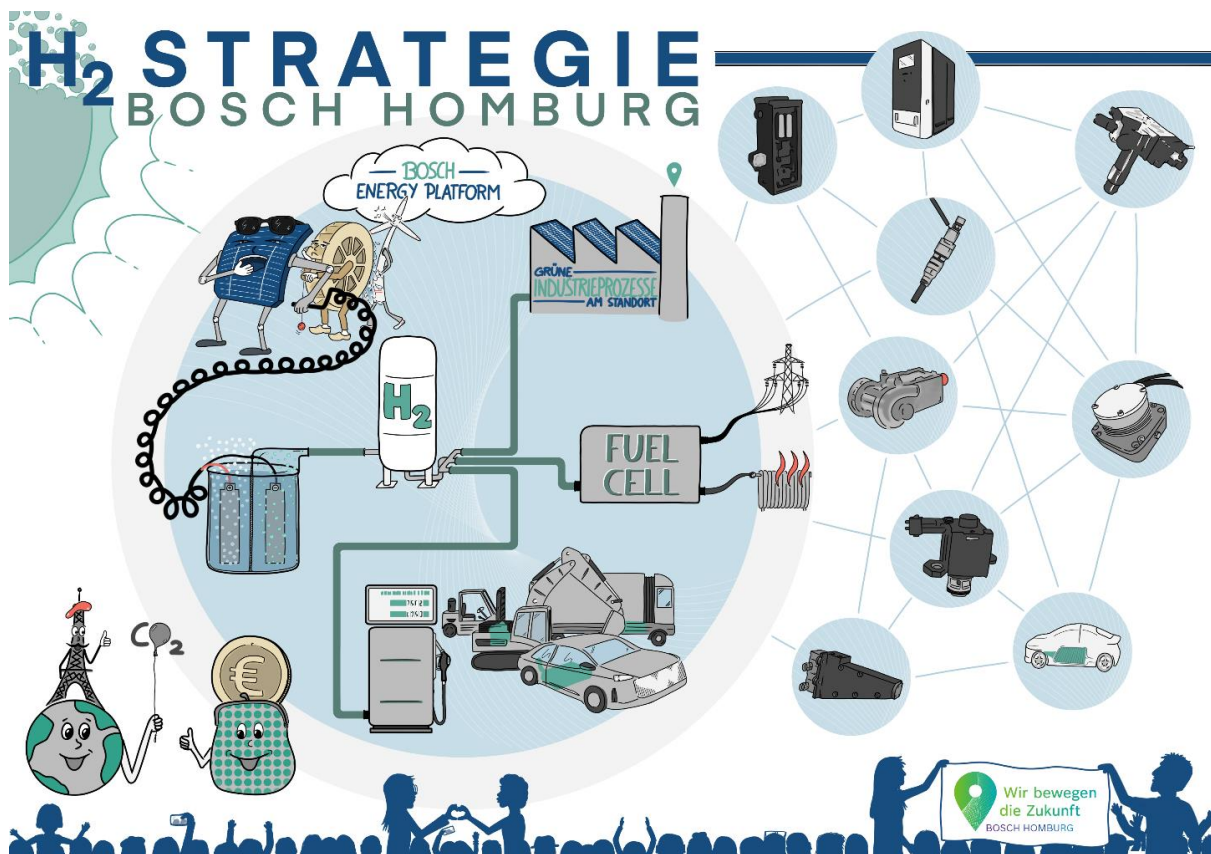 H₂ STRATEGIE
BOSCH HOMBURG
BOSCH
ENERGY PLATFORM
GRÜNE
INDUSTRIEPROZESSE
AM STANDORT
H₂
FUEL
CELL
CO₂
€
Wir bewegen
die Zukunft
BOSCH HOMBURG